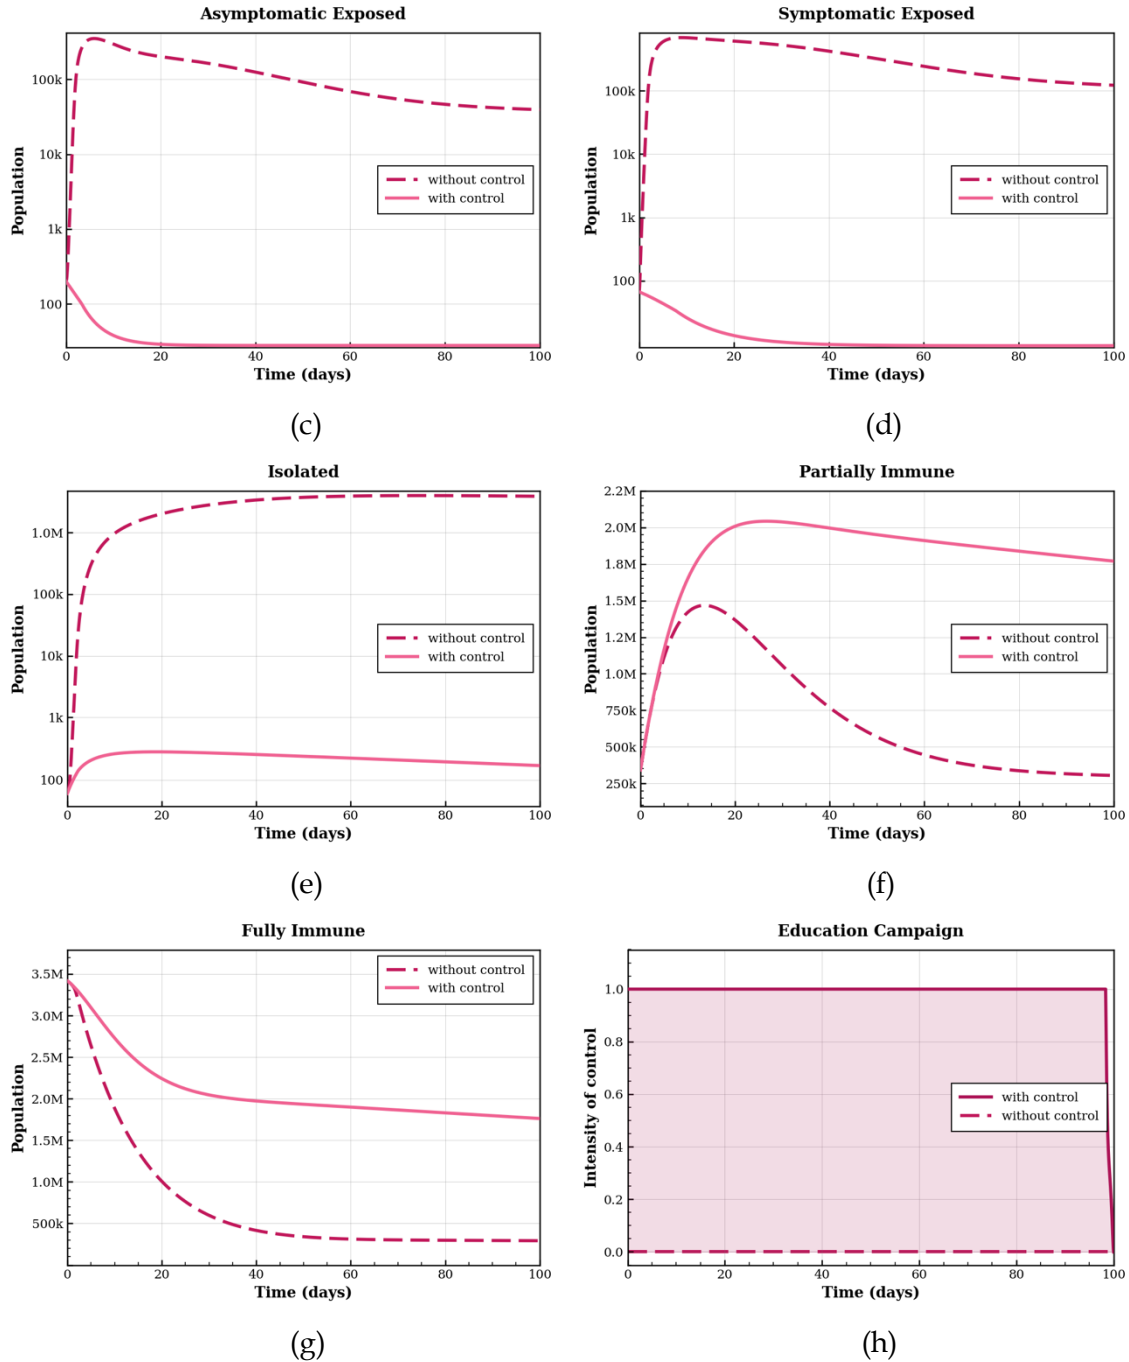 Asymptomatic Exposed
Population
100k
10k
1k
100
without control
with control
0 20 40 60 80 100
Time (days)
(c)
Symptomatic Exposed
Population
100k
10k
1k
100
without control
with control
0 20 40 60 80 100
Time (days)
(d)
Isolated
Population
1.0M
100k
10k
1k
100
without control
with control
0 20 40 60 80 100
Time (days)
(e)
Partially Immune
Population
2.2M
2.0M
1.8M
1.5M
1.2M
1.0M
750k
500k
250k
without control
with control
0 20 40 60 80 100
Time (days)
(f)
Fully Immune
Population
3.5M
3.0M
2.5M
2.0M
1.5M
1.0M
500k
without control
with control
0 20 40 60 80 100
Time (days)
(g)
Education Campaign
Intensity of control
1.0
0.8
0.6
0.4
0.2
0.0
with control
without control
0 20 40 60 80 100
Time (days)
(h)